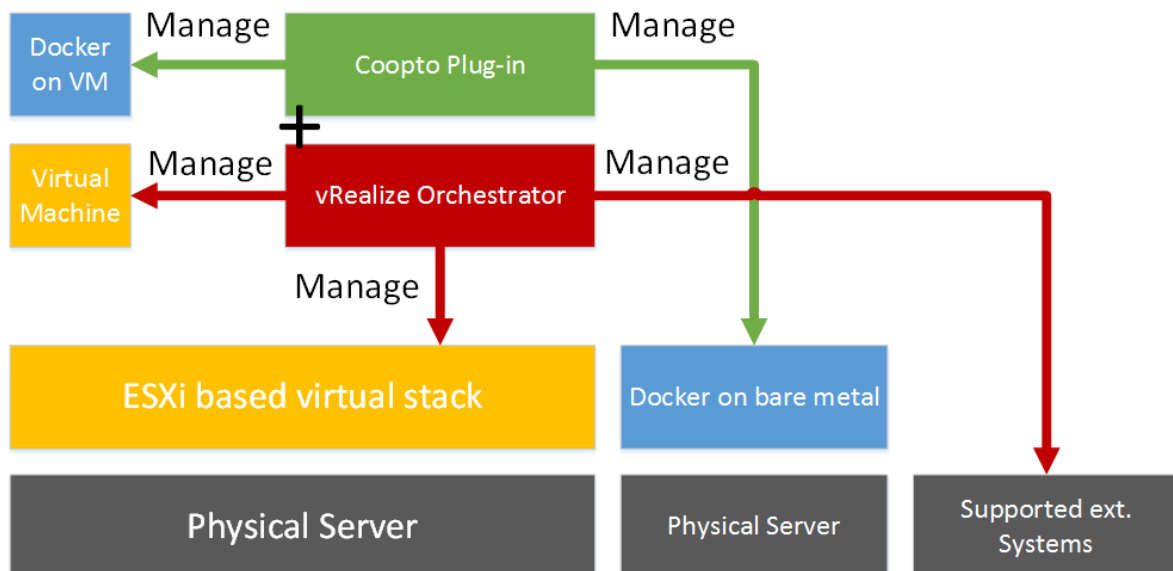 Manage
Manage
Docker
on VM
Coopto Plug-in
+
Manage
Manage
Virtual
Machine
vRealize Orchestrator
Manage
ESXi based virtual stack
Docker on bare metal
Physical Server
Physical Server
Supported ext.
Systems